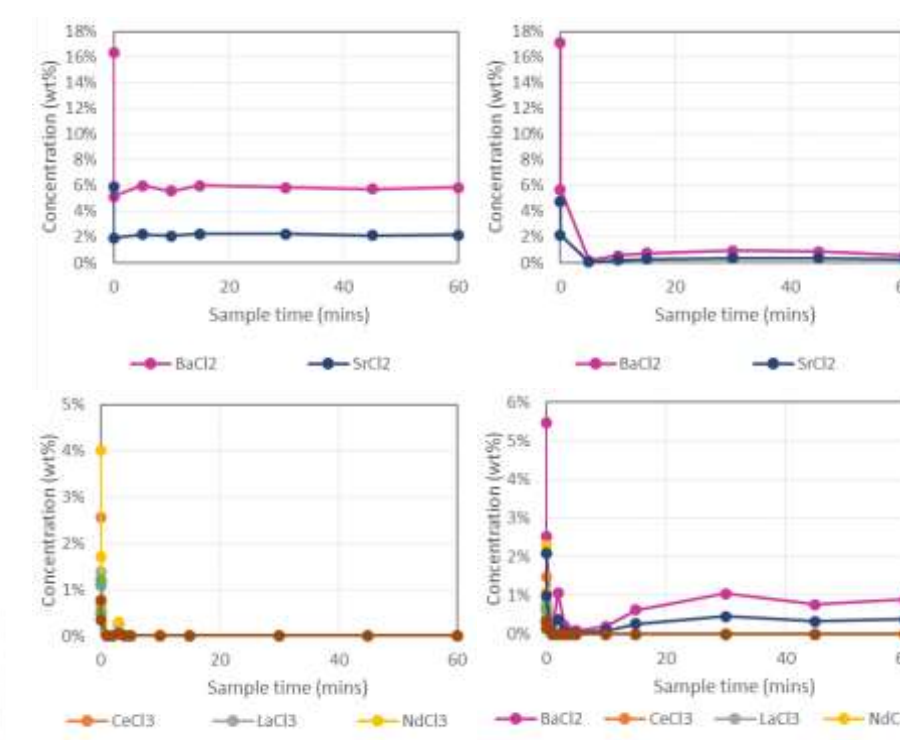 18%
16%
14%
12%
10%
8%
6%
4%
2%
0%
Concentration (wt%)
0 20 40 60
Sample time (mins)
BaCl2 SrCl2
18%
16%
14%
12%
10%
8%
6%
4%
2%
0%
Concentration (wt%)
0 20 40 6
Sample time (mins)
BaCl2 SrCl2
5%
4%
3%
2%
1%
0%
Concentration (wt%)
0 20 40 60
Sample time (mins)
CeCl3 LaCl3 NdCl3
6%
5%
4%
3%
2%
1%
0%
Concentration (wt%)
0 20 40 6
Sample time (mins)
BaCl2 CeCl3 LaCl3 NdC